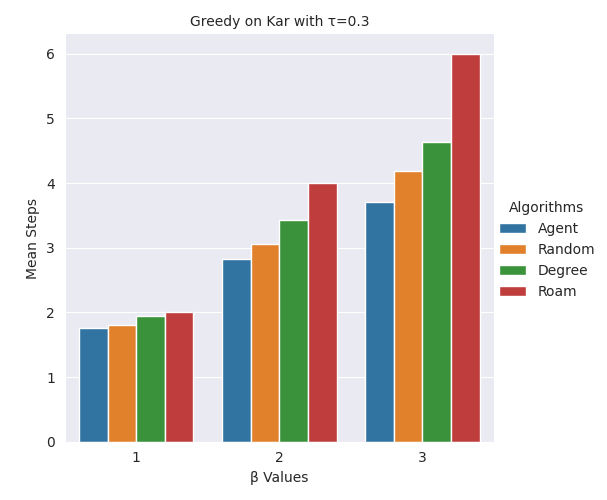 Greedy on Kar with τ=0.3
Mean Steps
6
5
4
3
2
1
0
1 2 3
β Values
Algorithms
Agent
Random
Degree
Roam